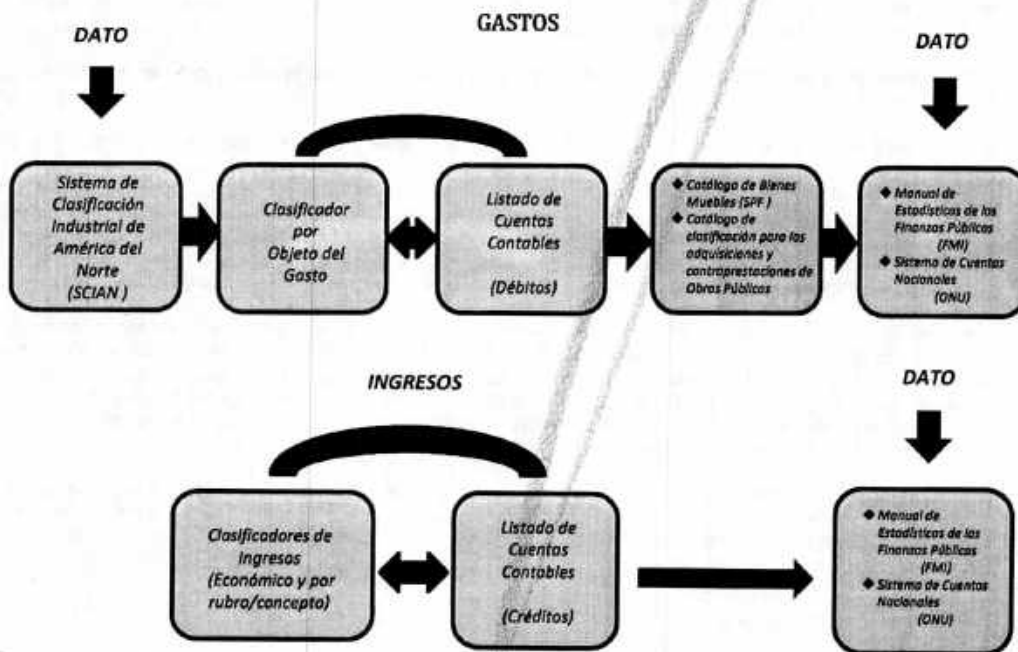 GASTOS
DATO
DATO
Sistema de
Clasificación
Industrial de
América del
Norte
(SCIAN )
Clasificador
por
Objeto del
Gasto
Listado de
Cuentas
Contables
(Débitos)
◆ Catálogo de Bienes
Muebles (SPF )
◆ Catálogo de
clasificación para las
adquisiciones y
contraprestaciones de
Obras Públicas
◆ Manual de
Estadísticas de las
Finanzas Públicas
(FMI)
◆ Sistema de Cuentas
Nacionales
(ONU)
INGRESOS
DATO
Clasificadores de
Ingresos
(Económico y por
rubro/concepto)
Listado de
Cuentas
Contables
(Créditos)
◆ Manual de
Estadísticas de las
Finanzas Públicas
(FMI)
◆ Sistema de Cuentas
Nacionales
(ONU)